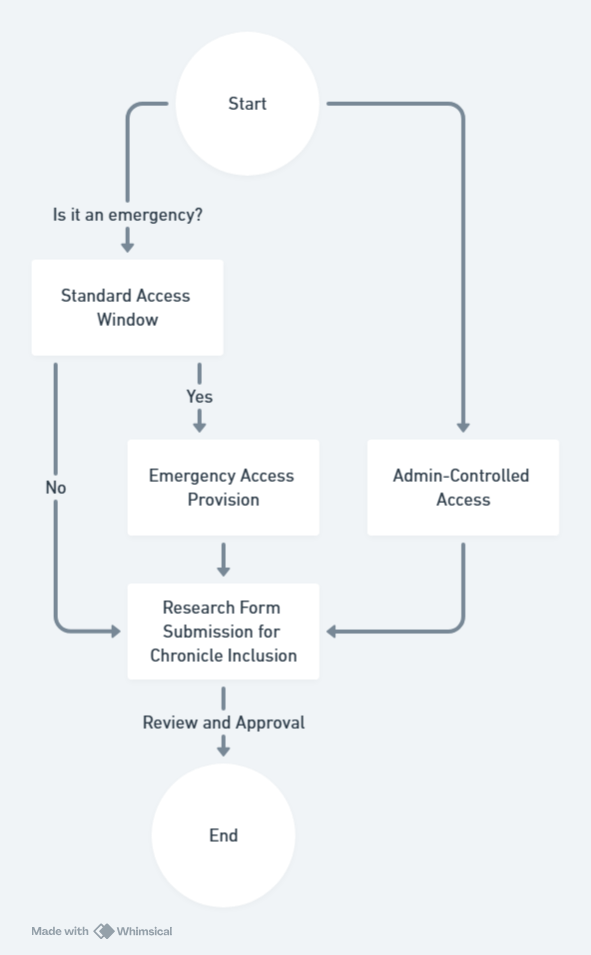 Start
Is it an emergency?
Standard Access
Window
Yes
No
Emergency Access
Provision
Admin-Controlled
Access
Research Form
Submission for
Chronicle Inclusion
Review and Approval
End
Made with Whimsical